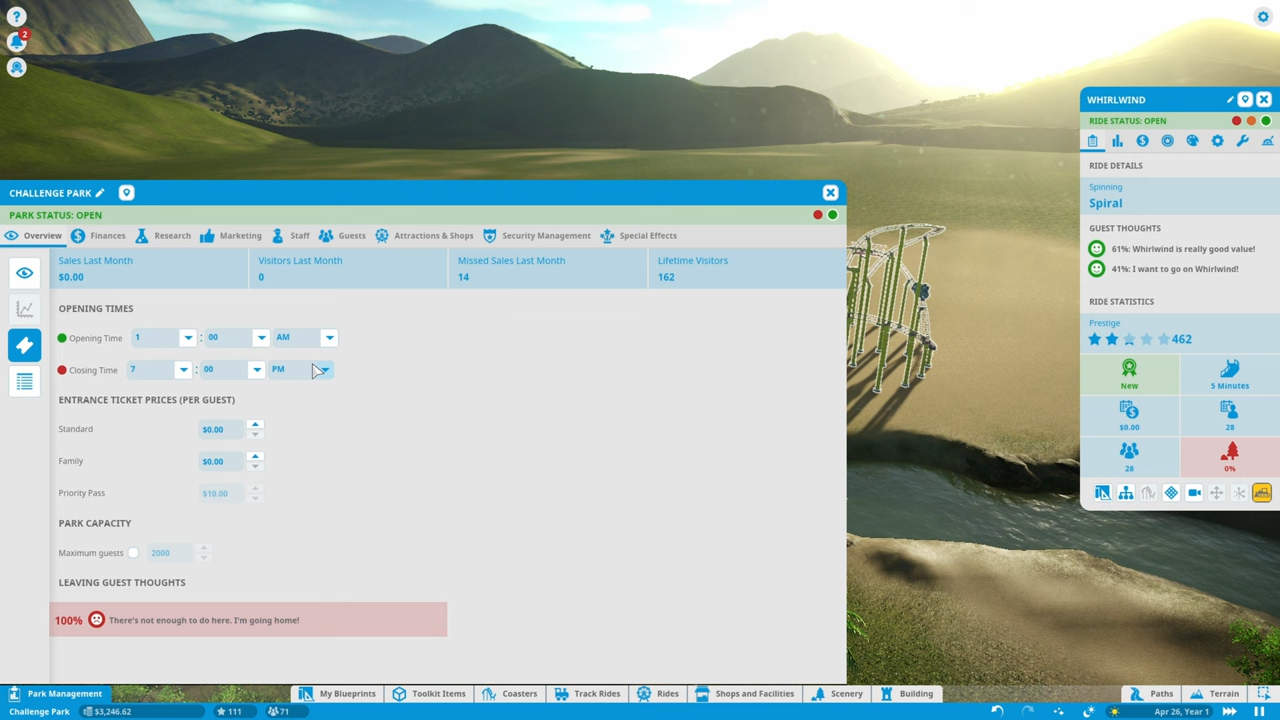 ?
2
CHALLENGE PARK
PARK STATUS: OPEN
Overview Finances Research Marketing Staff Guests Attractions & Shops Security Management Special Effects
Sales Last Month Visitors Last Month Missed Sales Last Month Lifetime Visitors
$0.00 0 14 162
OPENING TIMES
Opening Time 1 : 00 AM
Closing Time 7 : 00 PM
ENTRANCE TICKET PRICES (PER GUEST)
Standard $0.00
Family $0.00
Priority Pass $10.00
PARK CAPACITY
Maximum guests 2000
LEAVING GUEST THOUGHTS
100% There's not enough to do here. I'm going home!
WHIRLWIND
RIDE STATUS: OPEN
RIDE DETAILS
Spinning
Spiral
GUEST THOUGHTS
61%: Whirlwind is really good value!
41%: I want to go on Whirlwind!
RIDE STATISTICS
Prestige
462
New 5 Minutes
$0.00 28
28 0%
Park Management My Blueprints Toolkit Items Coasters Track Rides Rides Shops and Facilities Scenery Building Paths Terrain
Challenge Park $3,246.62 111 71 Apr 26, Year 1